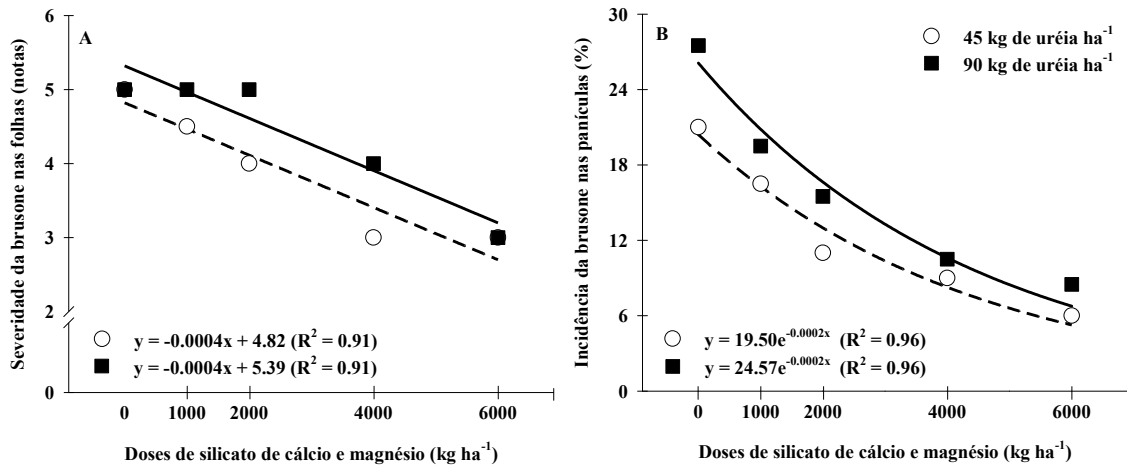 A
Severidade da brusone nas folhas (notas)
6
5
4
3
2
0
y = -0.0004x + 4.82 (R² = 0.91)
y = -0.0004x + 5.39 (R² = 0.91)
0 1000 2000 4000 6000
Doses de silicato de cálcio e magnésio (kg ha⁻¹)
B
Incidência da brusone nas panículas (%)
30
24
18
12
6
0
45 kg de uréia ha⁻¹
90 kg de uréia ha⁻¹
y = 19.50e⁻⁰·⁰⁰⁰²ˣ (R² = 0.96)
y = 24.57e⁻⁰·⁰⁰⁰²ˣ (R² = 0.96)
0 1000 2000 4000 6000
Doses de silicato de cálcio e magnésio (kg ha⁻¹)